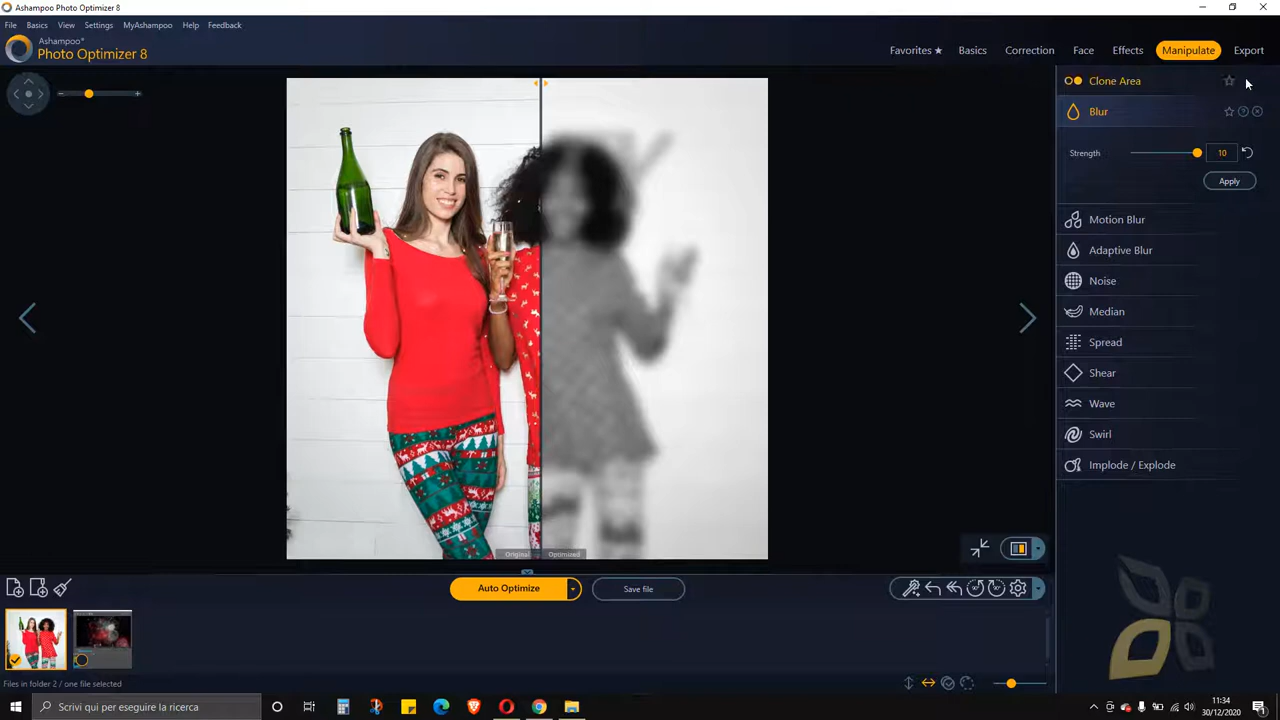 Ashampoo Photo Optimizer 8
File Basics View Settings MyAshampoo Help Feedback
Ashampoo®
Photo Optimizer 8
Favorites ★ Basics Correction Face Effects Manipulate Export
Clone Area
Blur
Strength 10
Apply
Motion Blur
Adaptive Blur
Noise
Median
Spread
Shear
Wave
Swirl
Implode / Explode
Original Optimized
Auto Optimize Save file
Files in folder 2 / one file selected
Scrivi qui per eseguire la ricerca
11:34
30/12/2020